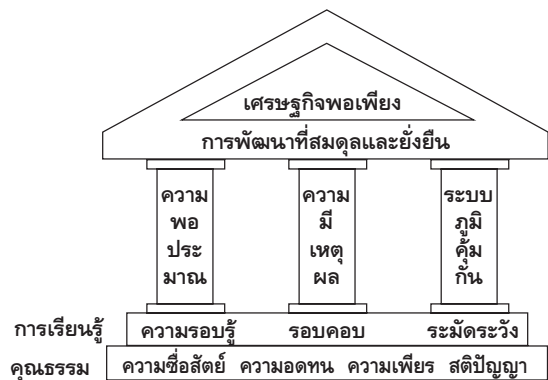 เศรษฐกิจพอเพียง
การพัฒนาที่สมดุลและยั่งยืน
ความ
พอ
ประ
มาณ
ความ
มี
เหตุ
ผล
ระบบ
ภูมิ
คุ้ม
กัน
การเรียนรู้ ความรอบรู้ รอบคอบ ระมัดระวัง
คุณธรรม ความซื่อสัตย์ ความอดทน ความเพียร สติปัญญา